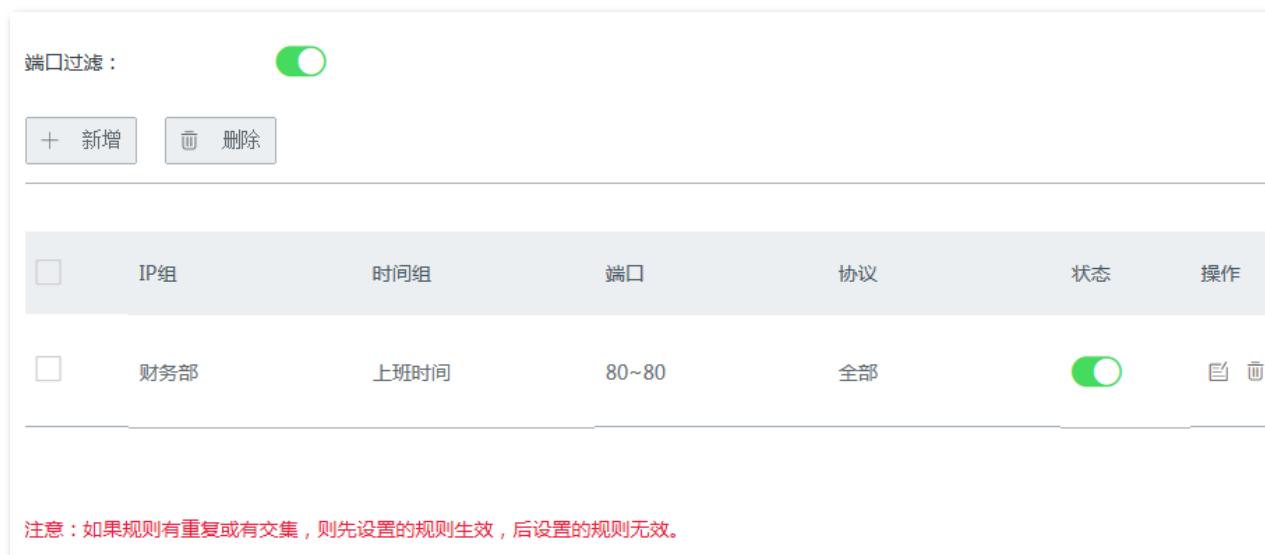 端口过滤：
新增 删除
IP组 时间组 端口 协议 状态 操作
财务部 上班时间 80~80 全部
注意：如果规则有重复或有交集，则先设置的规则生效，后设置的规则无效。